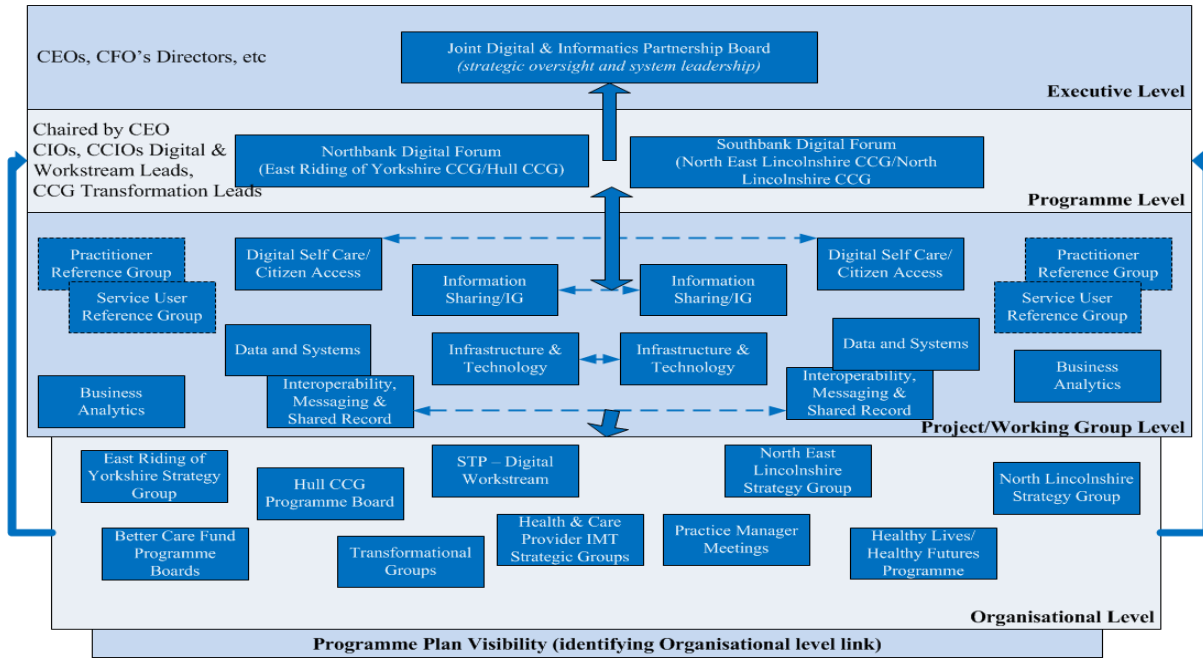 CEOs, CFO's Directors, etc
Joint Digital & Informatics Partnership Board
(strategic oversight and system leadership)
Executive Level
Chaired by CEO
CIOs, CCIOs Digital &
Workstream Leads,
CCG Transformation Leads
Northbank Digital Forum
(East Riding of Yorkshire CCG/Hull CCG)
Southbank Digital Forum
(North East Lincolnshire CCG/North
Lincolnshire CCG
Programme Level
Practitioner
Reference Group
Service User
Reference Group
Digital Self Care/
Citizen Access
Information
Sharing/IG
Information
Sharing/IG
Digital Self Care/
Citizen Access
Practitioner
Reference Group
Service User
Reference Group
Data and Systems
Infrastructure &
Technology
Infrastructure &
Technology
Data and Systems
Business
Analytics
Interoperability,
Messaging &
Shared Record
Interoperability,
Messaging &
Shared Record
Business
Analytics
Project/Working Group Level
East Riding of
Yorkshire Strategy
Group
Hull CCG
Programme Board
STP – Digital
Workstream
North East
Lincolnshire
Strategy Group
North Lincolnshire
Strategy Group
Better Care Fund
Programme
Boards
Transformational
Groups
Health & Care
Provider IMT
Strategic Groups
Practice Manager
Meetings
Healthy Lives/
Healthy Futures
Programme
Organisational Level
Programme Plan Visibility (identifying Organisational level link)